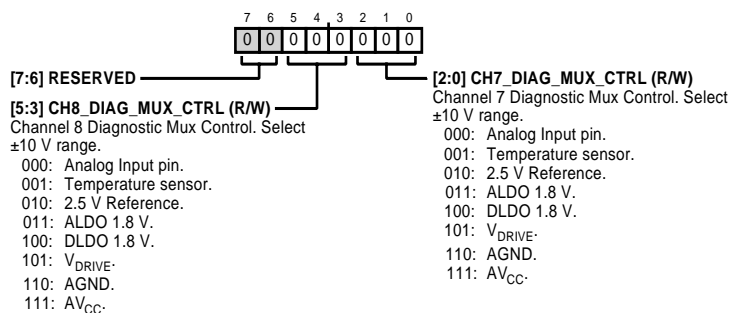 7 6 5 4 3 2 1 0
0 0 0 0 0 0 0 0
[7:6] RESERVED
[5:3] CH8_DIAG_MUX_CTRL (R/W)
Channel 8 Diagnostic Mux Control. Select
±10 V range.
000: Analog Input pin.
001: Temperature sensor.
010: 2.5 V Reference.
011: ALDO 1.8 V.
100: DLDO 1.8 V.
101: VDRIVE.
110: AGND.
111: AVCC.
[2:0] CH7_DIAG_MUX_CTRL (R/W)
Channel 7 Diagnostic Mux Control. Select
±10 V range.
000: Analog Input pin.
001: Temperature sensor.
010: 2.5 V Reference.
011: ALDO 1.8 V.
100: DLDO 1.8 V.
101: VDRIVE.
110: AGND.
111: AVCC.